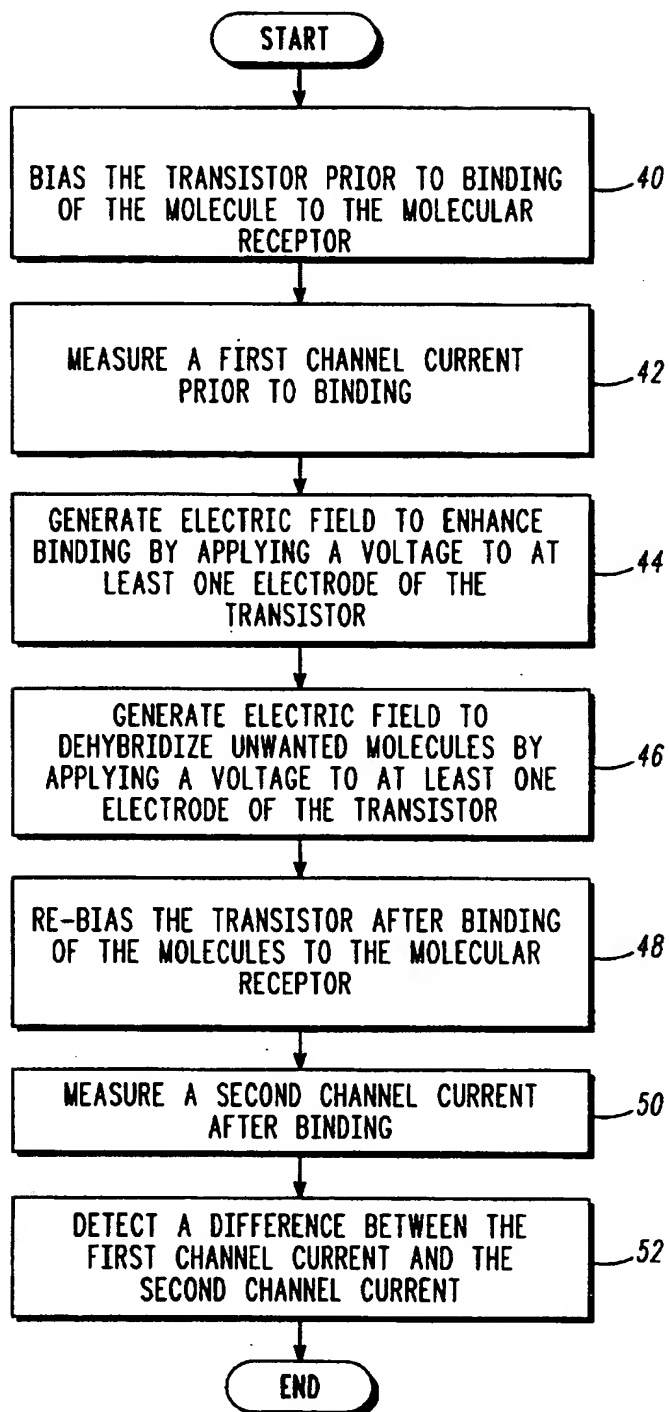 START
BIAS THE TRANSISTOR PRIOR TO BINDING
OF THE MOLECULE TO THE MOLECULAR
RECEPTOR
40
MEASURE A FIRST CHANNEL CURRENT
PRIOR TO BINDING
42
GENERATE ELECTRIC FIELD TO ENHANCE
BINDING BY APPLYING A VOLTAGE TO AT
LEAST ONE ELECTRODE OF THE
TRANSISTOR
44
GENERATE ELECTRIC FIELD TO
DEHYBRIDIZE UNWANTED MOLECULES BY
APPLYING A VOLTAGE TO AT LEAST ONE
ELECTRODE OF THE TRANSISTOR
46
RE-BIAS THE TRANSISTOR AFTER BINDING
OF THE MOLECULES TO THE MOLECULAR
RECEPTOR
48
MEASURE A SECOND CHANNEL CURRENT
AFTER BINDING
50
DETECT A DIFFERENCE BETWEEN THE
FIRST CHANNEL CURRENT AND THE
SECOND CHANNEL CURRENT
52
END